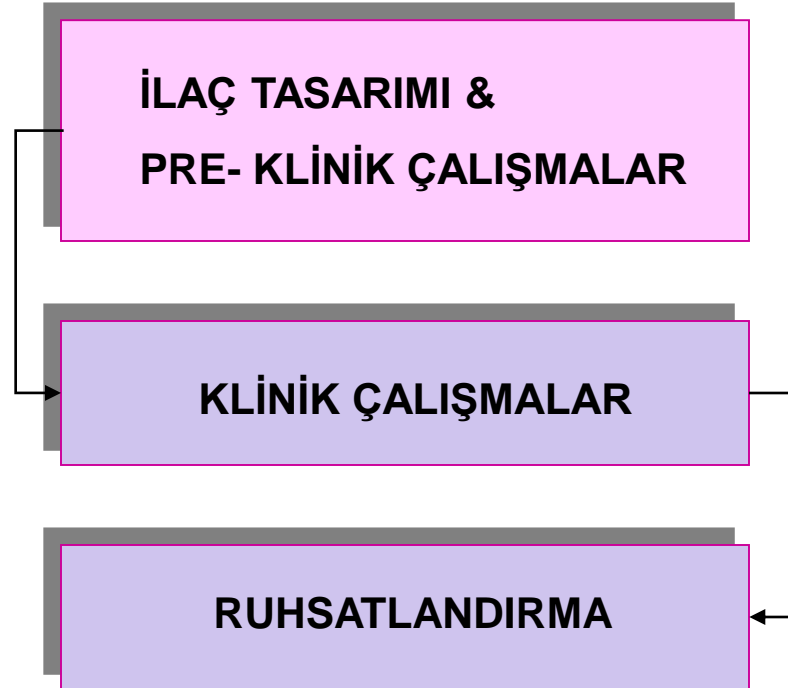 İLAÇ TASARIMI &
PRE- KLİNİK ÇALIŞMALAR
KLİNİK ÇALIŞMALAR
RUHSATLANDIRMA